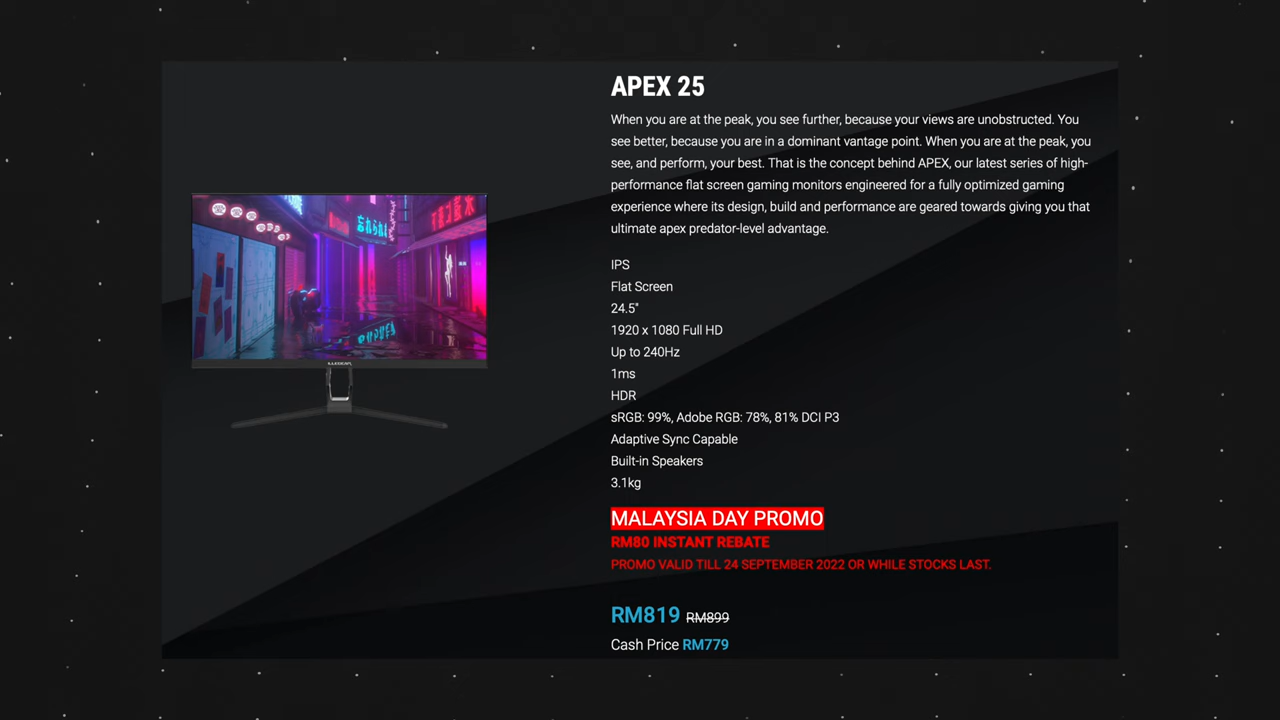 APEX 25
When you are at the peak, you see further, because your views are unobstructed. You
see better, because you are in a dominant vantage point. When you are at the peak, you
see, and perform, your best. That is the concept behind APEX, our latest series of high-
performance flat screen gaming monitors engineered for a fully optimized gaming
experience where its design, build and performance are geared towards giving you that
ultimate apex predator-level advantage.
忘れられ
IPS
Flat Screen
24.5"
1920 x 1080 Full HD
Up to 240Hz
1ms
HDR
sRGB: 99%, Adobe RGB: 78%, 81% DCI P3
Adaptive Sync Capable
Built-in Speakers
3.1kg
MALAYSIA DAY PROMO
RM80 INSTANT REBATE
PROMO VALID TILL 24 SEPTEMBER 2022 OR WHILE STOCKS LAST.
RM819 RM899
Cash Price RM779